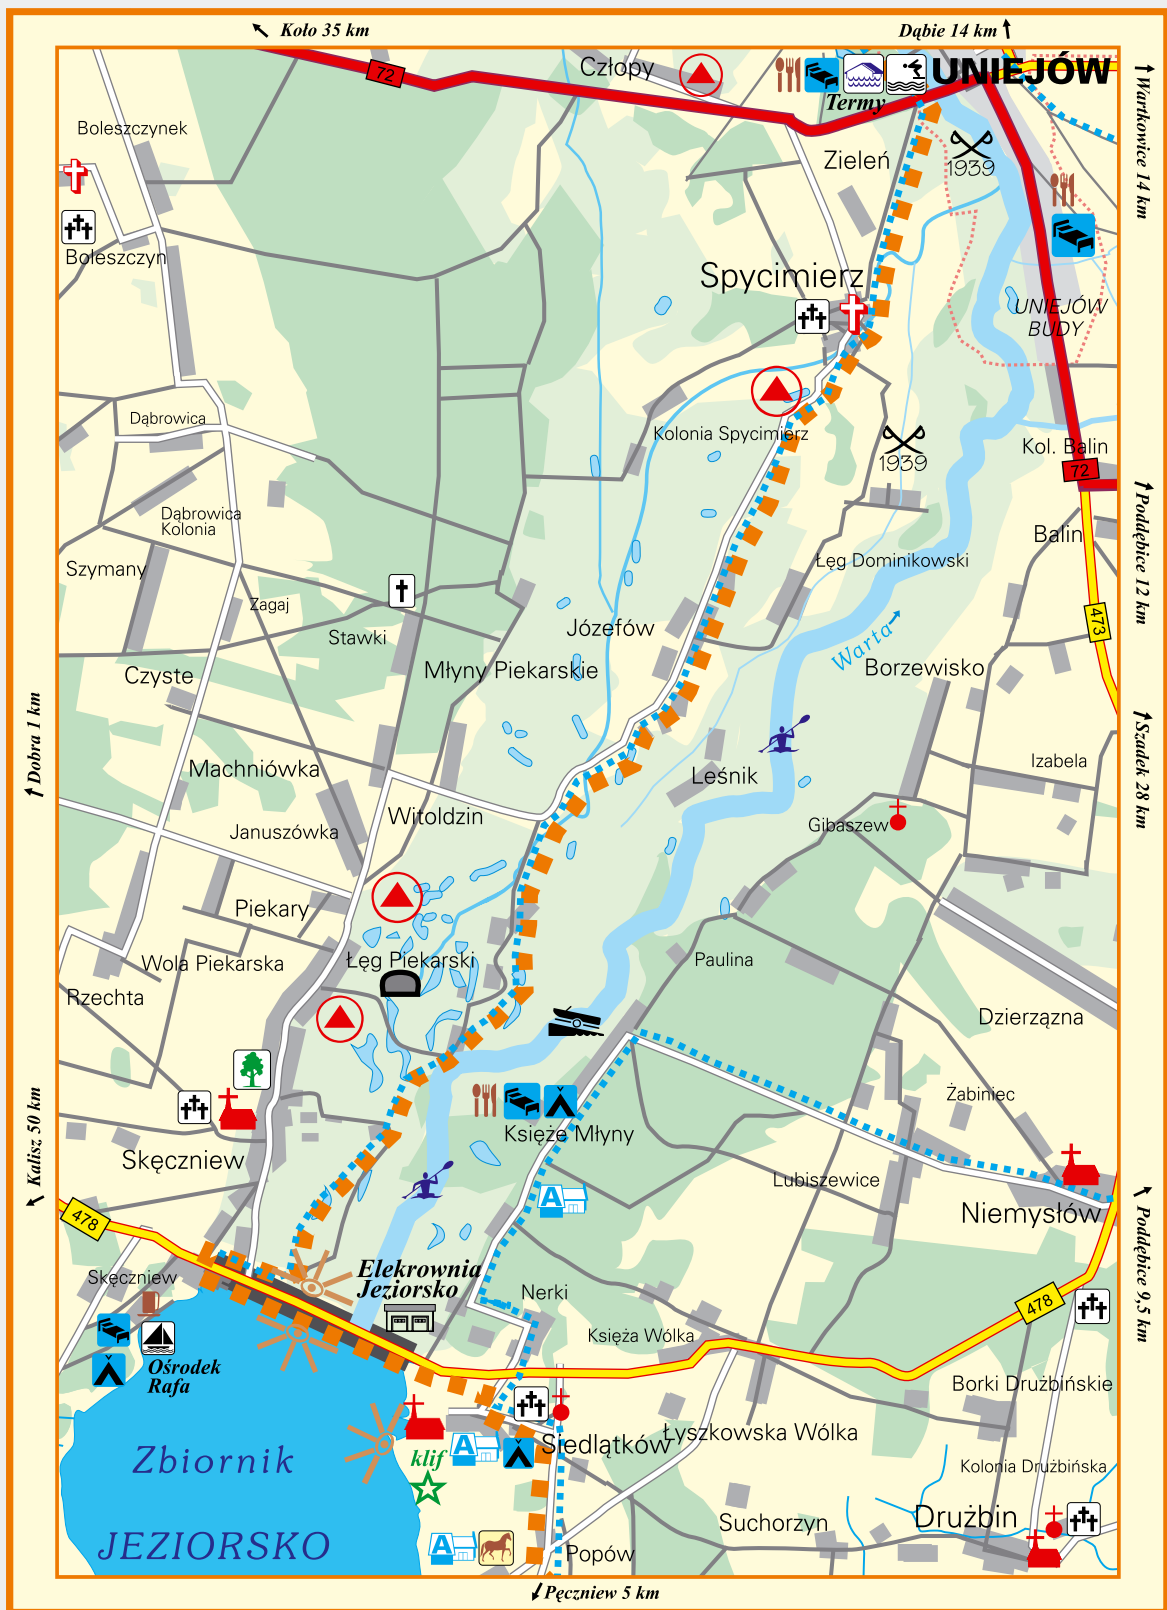 Koło 35 km
Dąbie 14 km
72
Człopy
UNIEJÓW
Termy
Wartkowice 14 km
Boleszczynek
Zieleń
1939
Boleszczyn
Spycimierz
UNIEJÓW
BUDY
Dąbrowica
Kolonia Spycimierz
1939
Kol. Balin
72
Dąbrowica
Kolonia
Balin
Poddębice 12 km
Szymany
Łęg Dominikowski
Zagaj
473
Stawki
Józefów
Warta
Czyste
Młyny Piekarskie
Borzewisko
Dobra 1 km
Szadek 28 km
Machniówka
Leśnik
Izabela
Witoldzin
Januszówka
Gibaszew
Piekary
Wola Piekarska
Łęg Piekarski
Paulina
Rzechta
Dzierzązna
Żabiniec
Kalisz 50 km
Księże Młyny
Skęczniew
Lubiszewice
Niemysłów
478
Poddębice 9,5 km
Skęczniew
Elekrownia
Jeziorsko
Nerki
478
Księża Wólka
Ośrodek
Rafa
Borki Drużbińskie
Zbiornik
klif
Siedlątków
Łyszkowska Wólka
Kolonia Drużbińska
JEZIORSKO
Suchorzyn
Drużbin
Popów
Pęczniew 5 km
A
A
A